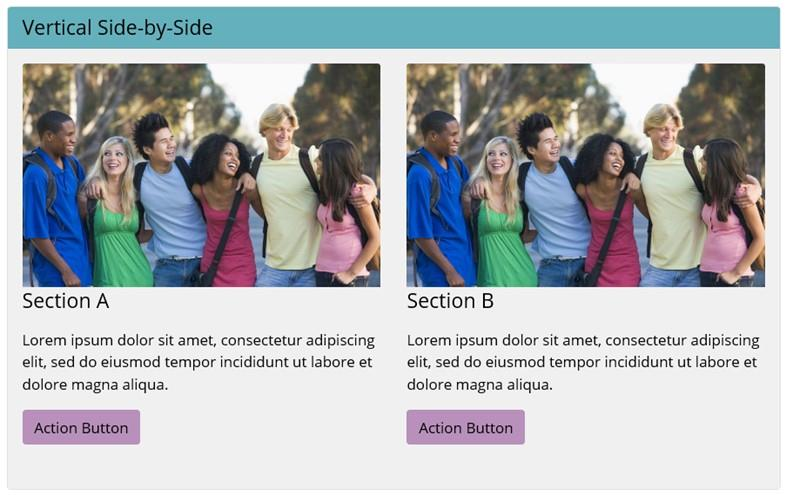 Vertical Side-by-Side
Section A
Lorem ipsum dolor sit amet, consectetur adipiscing
elit, sed do eiusmod tempor incididunt ut labore et
dolore magna aliqua.
Action Button
Section B
Lorem ipsum dolor sit amet, consectetur adipiscing
elit, sed do eiusmod tempor incididunt ut labore et
dolore magna aliqua.
Action Button